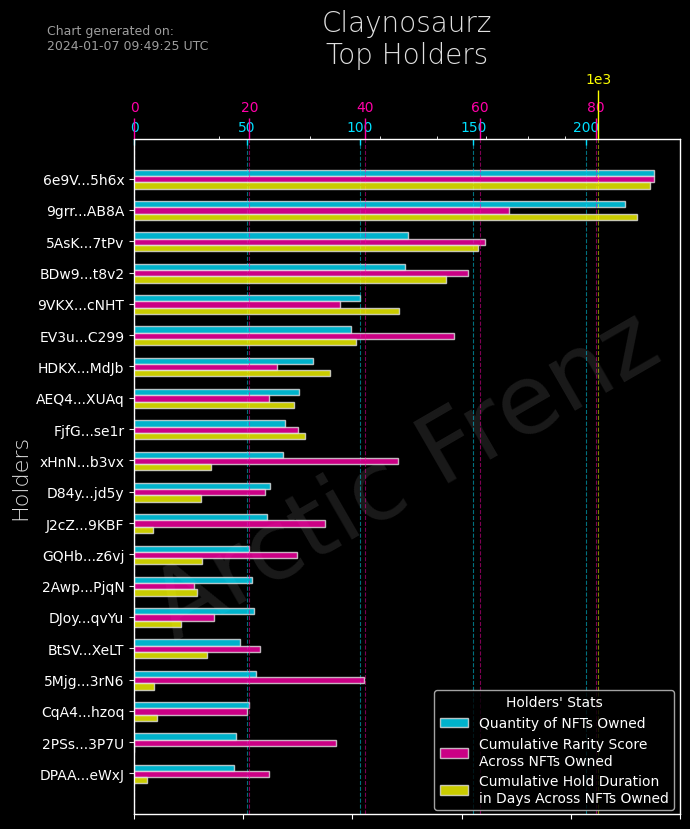 Chart generated on:
2024-01-07 09:49:25 UTC
Claynosaurz
Top Holders
1e3
0 20 40 60 80
0 50 100 150 200
Holders
6e9V...5h6x
9grr...AB8A
5AsK...7tPv
BDw9...t8v2
9VKX...cNHT
EV3u...C299
HDKX...MdJb
AEQ4...XUAq
FjfG...se1r
xHnN...b3vx
D84y...jd5y
J2cZ...9KBF
GQHb...z6vj
2Awp...PjqN
DJoy...qvYu
BtSV...XeLT
5Mjg...3rN6
CqA4...hzoq
2PSs...3P7U
DPAA...eWxJ
Arctic Frenz
Holders' Stats
Quantity of NFTs Owned
Cumulative Rarity Score
Across NFTs Owned
Cumulative Hold Duration
in Days Across NFTs Owned